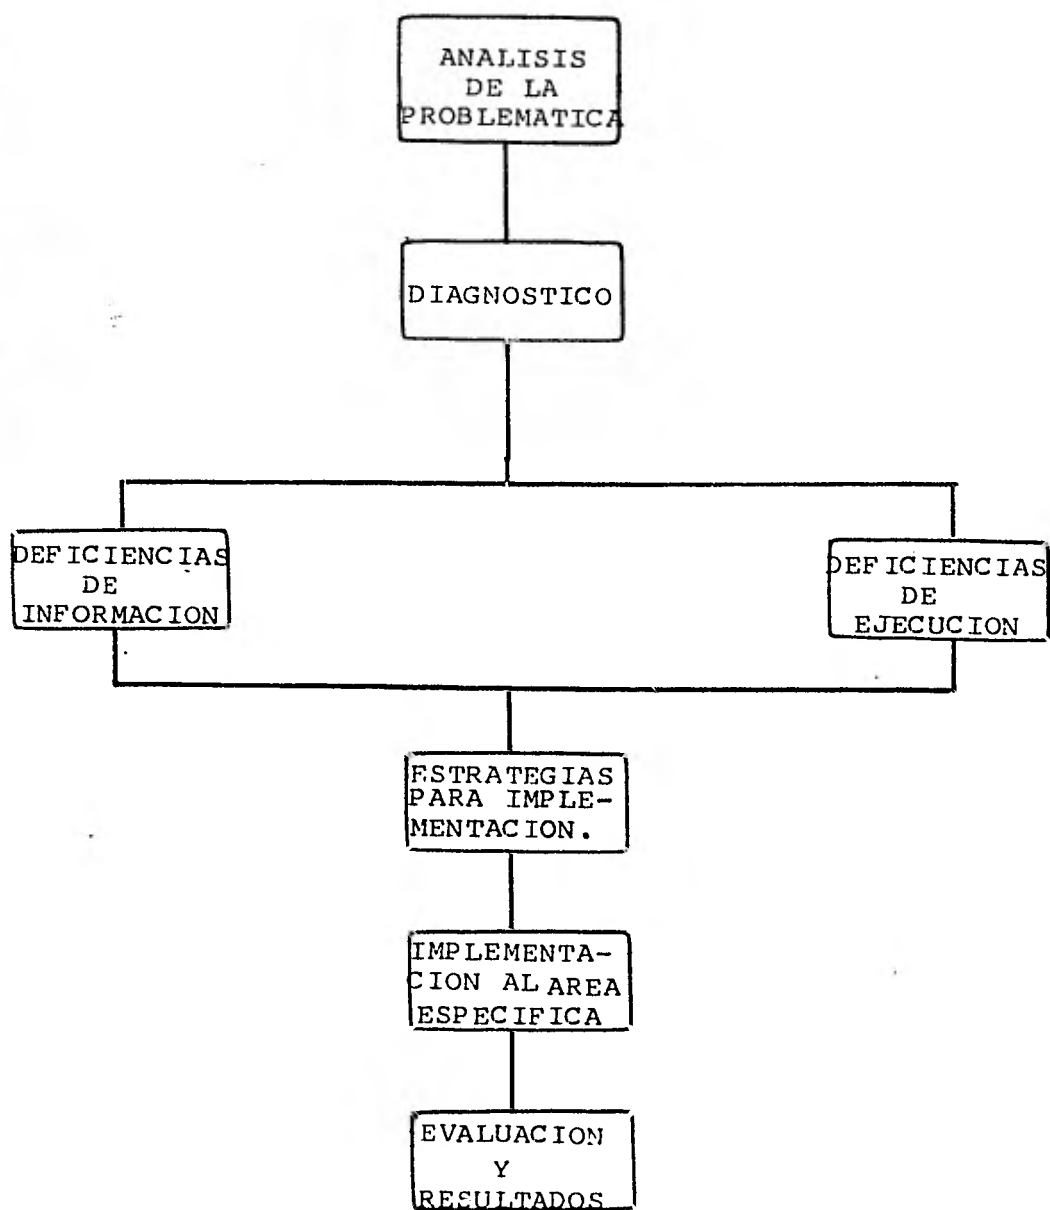 ANALISIS
DE LA
PROBLEMATICA
DIAGNOSTICO
DEFICIENCIAS
DE
INFORMACION
DEFICIENCIAS
DE
EJECUCION
ESTRATEGIAS
PARA IMPLE-
MENTACION.
IMPLEMENTA-
CION AL AREA
ESPECIFICA
EVALUACION
Y
RESULTADOS